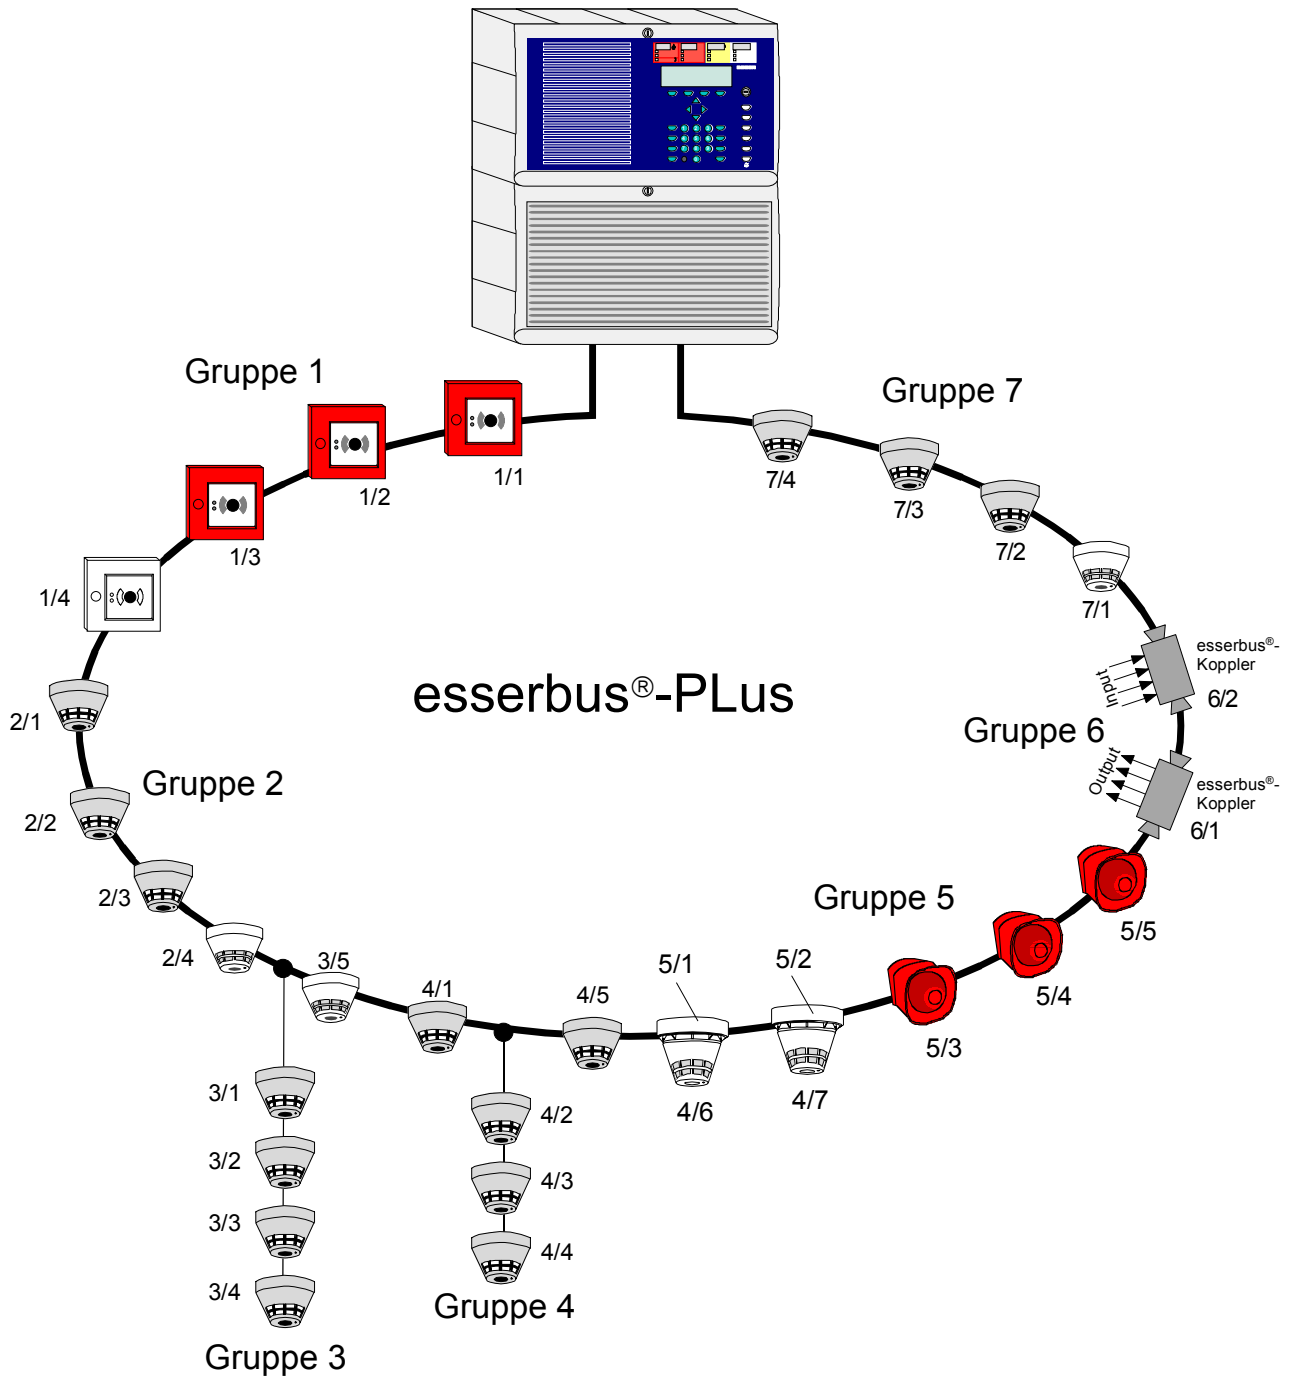 Gruppe 1
Gruppe 7
1/1
1/2
1/3
1/4
7/4
7/3
7/2
7/1
esserbus®-
Koppler
6/2
Input
esserbus®-PLus
Gruppe 6
Output
esserbus®-
Koppler
6/1
2/1
Gruppe 2
2/2
2/3
2/4
Gruppe 5
5/5
5/4
5/3
5/2
5/1
3/5
4/1
4/5
4/6
4/7
3/1
3/2
3/3
3/4
4/2
4/3
4/4
Gruppe 4
Gruppe 3